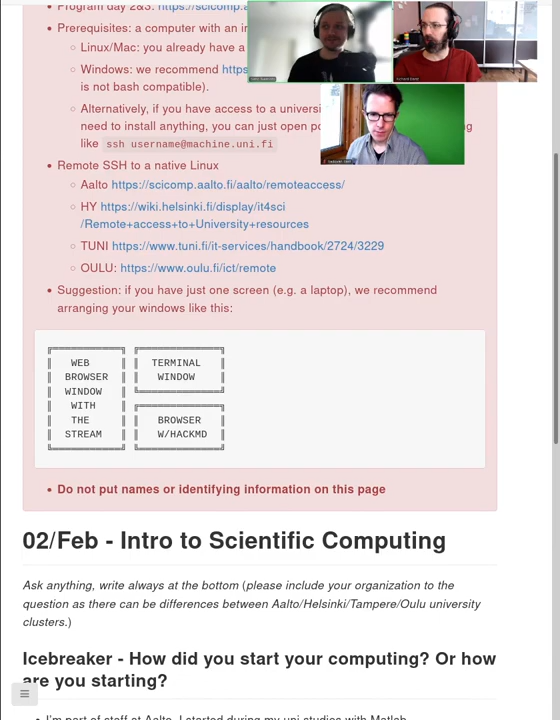 Program day 2&3: https://scicomp.a
Prerequisites: a computer with an in
Linux/Mac: you already have a
Windows: we recommend https
is not bash compatible).
Alternatively, if you have access to a universi
need to install anything, you can just open po
like ssh username@machine.uni.fi
Remote SSH to a native Linux
Aalto https://scicomp.aalto.fi/aalto/remoteaccess/
HY https://wiki.helsinki.fi/display/it4sci
/Remote+access+to+University+resources
TUNI https://www.tuni.fi/it-services/handbook/2724/3229
OULU: https://www.oulu.fi/ict/remote
Suggestion: if you have just one screen (e.g. a laptop), we recommend
arranging your windows like this:
WEB TERMINAL
BROWSER WINDOW
WINDOW
WITH
THE BROWSER
STREAM W/HACKMD
Do not put names or identifying information on this page
02/Feb - Intro to Scientific Computing
Ask anything, write always at the bottom (please include your organization to the
question as there can be differences between Aalto/Helsinki/Tampere/Oulu university
clusters.)
Icebreaker - How did you start your computing? Or how
are you starting?
I'm part of staff at Aalto, I started during my uni studies with Matlab